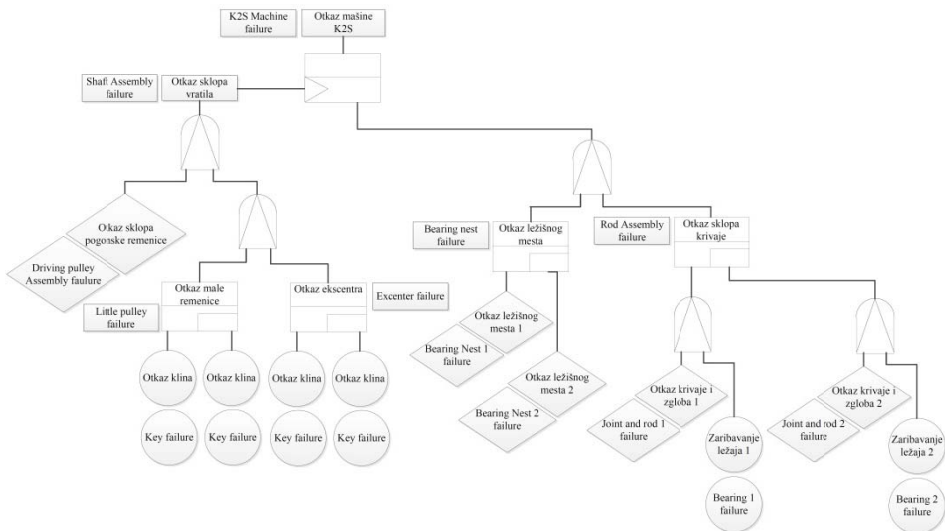 K2S Machine
failure
Otkaz mašine
K2S
Shaft Assembly
failure
Otkaz sklopa
vratila
Otkaz sklopa
pogonske remenice
Driving pulley
Assembly faulure
Otkaz male
remenice
Little pulley
failure
Otkaz ekscentra
Excenter failure
Otkaz klina
Otkaz klina
Otkaz klina
Otkaz klina
Key failure
Key failure
Key failure
Key failure
Bearing nest
failure
Otkaz ležišnog
mesta
Rod Assembly
failure
Otkaz sklopa
krivaje
Otkaz ležišnog
mesta 1
Bearing Nest 1
failure
Otkaz ležišnog
mesta 2
Bearing Nest 2
failure
Otkaz krivaje i
zgloba 1
Joint and rod 1
failure
Zaribavanje
ležaja 1
Bearing 1
failure
Otkaz krivaje i
zgloba 2
Joint and rod 2
failure
Zaribavanje
ležaja 2
Bearing 2
failure